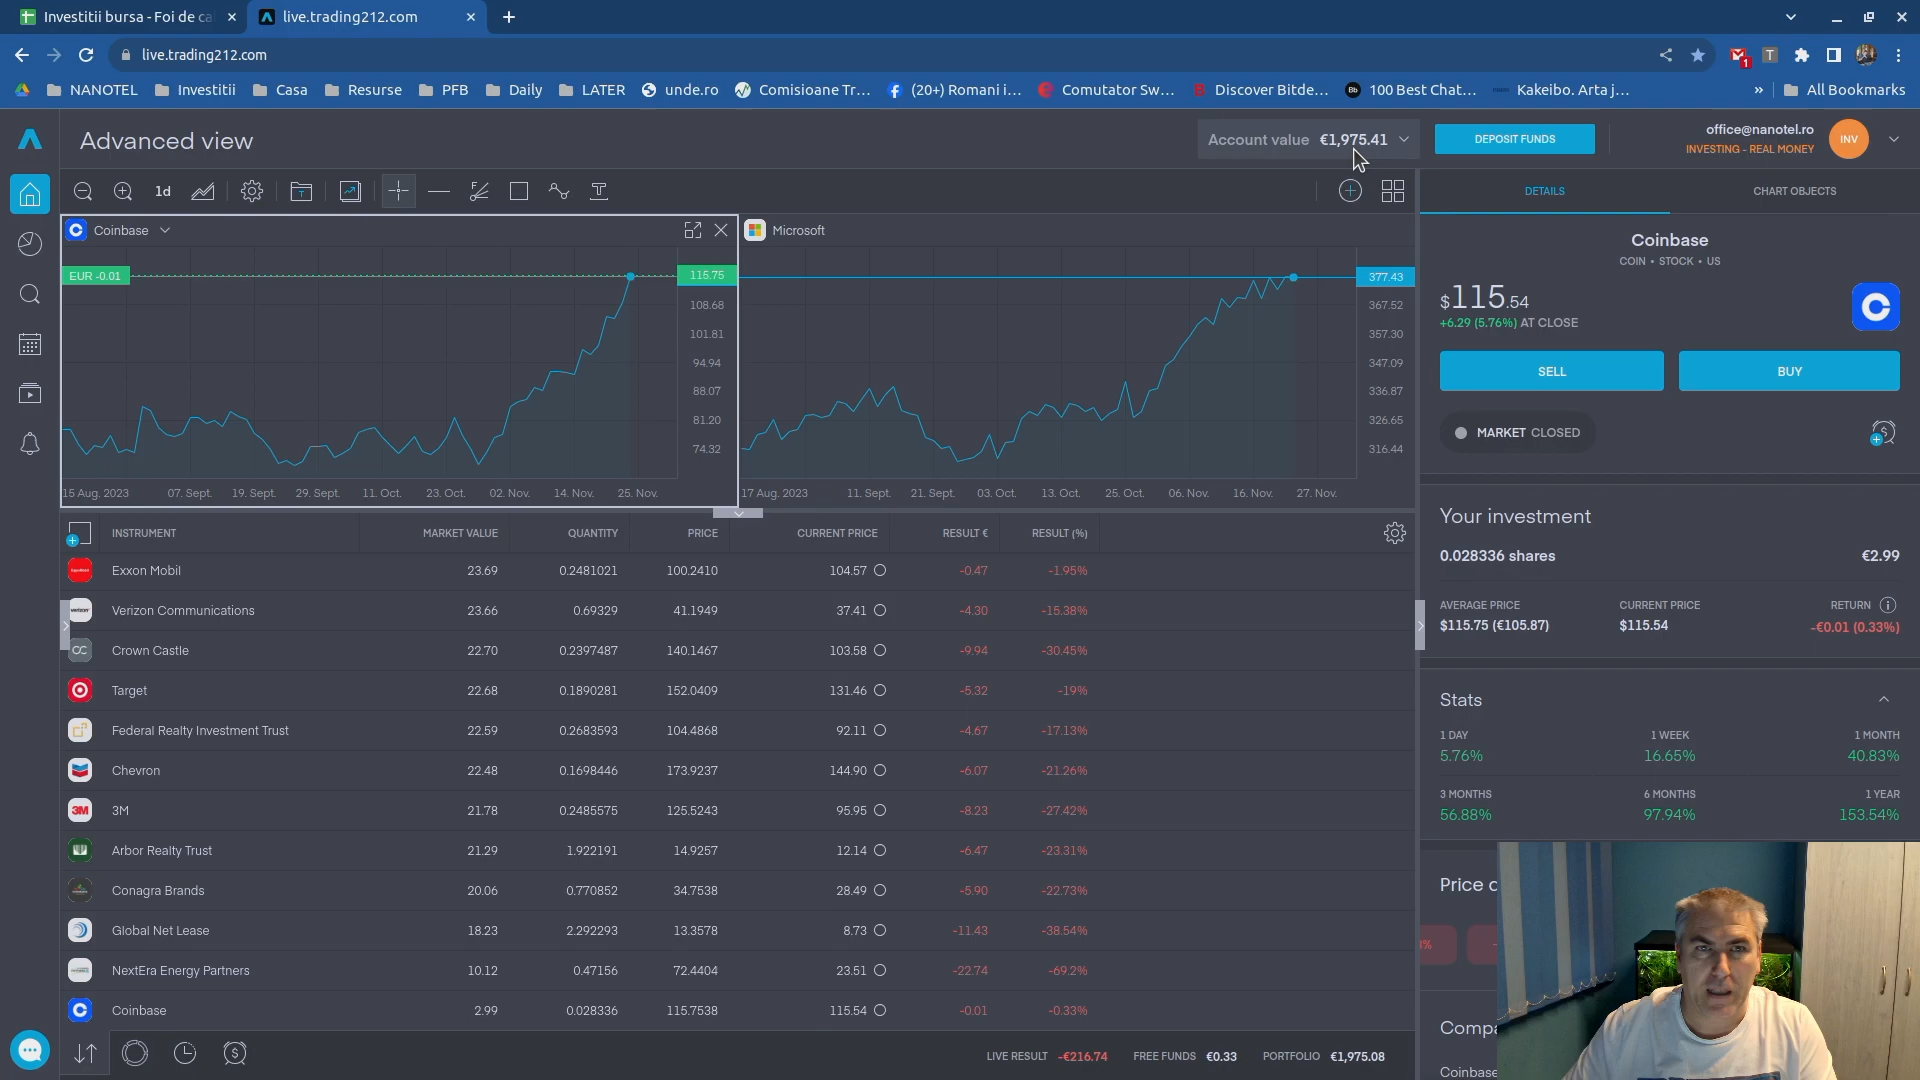 Investitii bursa - Foi de ca
live.trading212.com
live.trading212.com
1
T
NANOTEL
Investitii
Casa
Resurse
PFB
Daily
LATER
unde.ro
Comisioane Tr...
(20+) Romani i...
Comutator Sw...
Discover Bitde...
100 Best Chat...
Kakeibo. Arta j...
»
All Bookmarks
Advanced view
Account value €1,975.41
DEPOSIT FUNDS
office@nanotel.ro
INVESTING - REAL MONEY
INV
1d
DETAILS
CHART OBJECTS
Coinbase
EUR -0.01
115.75
108.68
101.81
94.94
88.07
81.20
74.32
15 Aug. 2023 07. Sept. 19. Sept. 29. Sept. 11. Oct. 23. Oct. 02. Nov. 14. Nov. 25. Nov.
Microsoft
377.43
367.52
357.30
347.09
336.87
326.65
316.44
17 Aug. 2023 11. Sept. 21. Sept. 03. Oct. 13. Oct. 25. Oct. 06. Nov. 16. Nov. 27. Nov.
INSTRUMENT MARKET VALUE QUANTITY PRICE CURRENT PRICE RESULT € RESULT (%)
Exxon Mobil 23.69 0.2481021 100.2410 104.57 -0.47 -1.95%
Verizon Communications 23.66 0.69329 41.1949 37.41 -4.30 -15.38%
Crown Castle 22.70 0.2397487 140.1467 103.58 -9.94 -30.45%
Target 22.68 0.1890281 152.0409 131.46 -5.32 -19%
Federal Realty Investment Trust 22.59 0.2683593 104.4868 92.11 -4.67 -17.13%
Chevron 22.48 0.1698446 173.9237 144.90 -6.07 -21.26%
3M 3M 21.78 0.2485575 125.5243 95.95 -8.23 -27.42%
Arbor Realty Trust 21.29 1.922191 14.9257 12.14 -6.47 -23.31%
Conagra Brands 20.06 0.770852 34.7538 28.49 -5.90 -22.73%
Global Net Lease 18.23 2.292293 13.3578 8.73 -11.43 -38.54%
NextEra Energy Partners 10.12 0.47156 72.4404 23.51 -22.74 -69.2%
Coinbase 2.99 0.028336 115.7538 115.54 -0.01 -0.33%
LIVE RESULT -€216.74 FREE FUNDS €0.33 PORTFOLIO €1,975.08
Coinbase
COIN • STOCK • US
$115.54
+6.29 (5.76%) AT CLOSE
SELL
BUY
MARKET CLOSED
Your investment
0.028336 shares €2.99
AVERAGE PRICE CURRENT PRICE RETURN
$115.75 (€105.87) $115.54 -€0.01 (0.33%)
Stats
1 DAY 1 WEEK 1 MONTH
5.76% 16.65% 40.83%
3 MONTHS 6 MONTHS 1 YEAR
56.88% 97.94% 153.54%
Price c
Compa
Coinbase